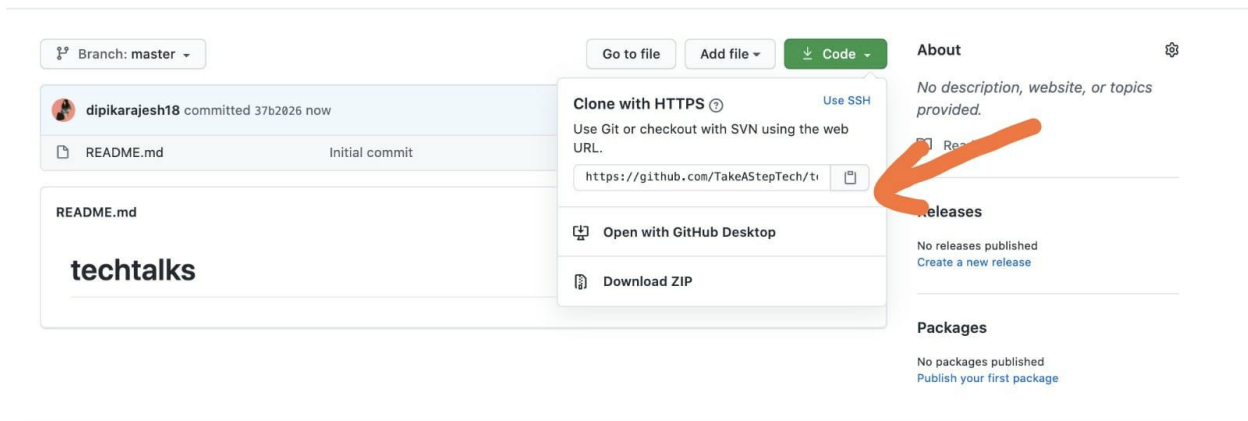 Branch: master
Go to file
Add file
Code
dipikarajesh18 committed 37b2026 now
README.md
Initial commit
README.md
techtalks
Clone with HTTPS
Use SSH
Use Git or checkout with SVN using the web
URL.
https://github.com/TakeAStepTech/t
Open with GitHub Desktop
Download ZIP
About
No description, website, or topics
provided.
Releases
No releases published
Create a new release
Packages
No packages published
Publish your first package